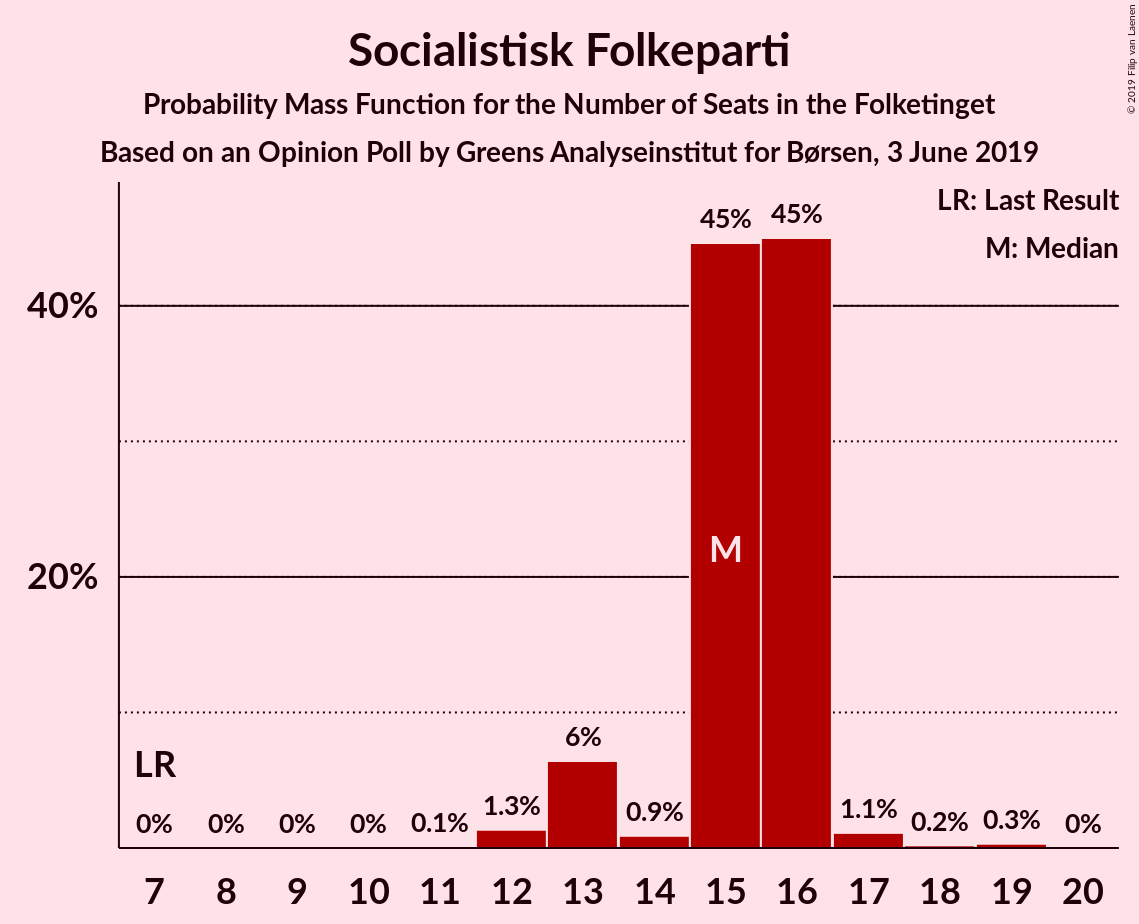 Socialistisk Folkeparti
Probability Mass Function for the Number of Seats in the Folketinget
Based on an Opinion Poll by Greens Analyseinstitut for Børsen, 3 June 2019
© 2019 Filip van Laenen
LR: Last Result
M: Median
40%
20%
45%
45%
M
LR
0%
0%
0%
0%
0.1%
1.3%
6%
0.9%
1.1%
0.2%
0.3%
0%
7 8 9 10 11 12 13 14 15 16 17 18 19 20